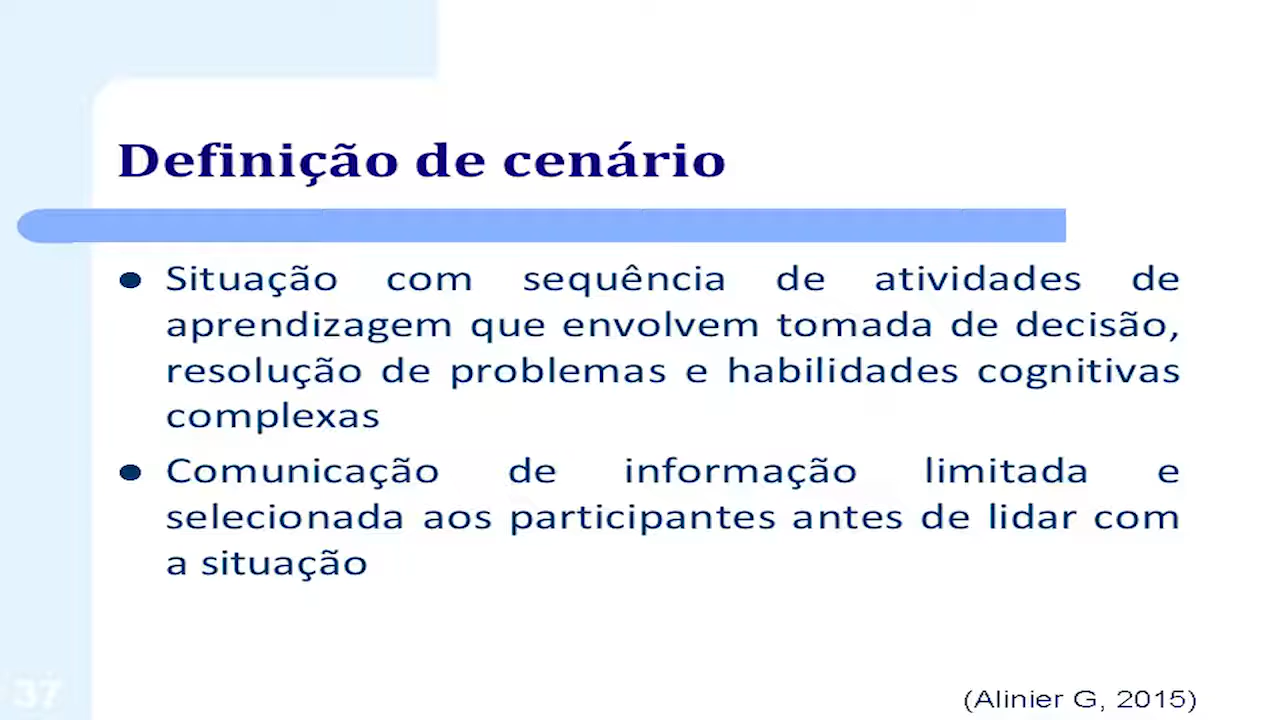 Definição de cenário
Situação com sequência de atividades de
aprendizagem que envolvem tomada de decisão,
resolução de problemas e habilidades cognitivas
complexas
Comunicação de informação limitada e
selecionada aos participantes antes de lidar com
a situação
37
(Alinier G, 2015)